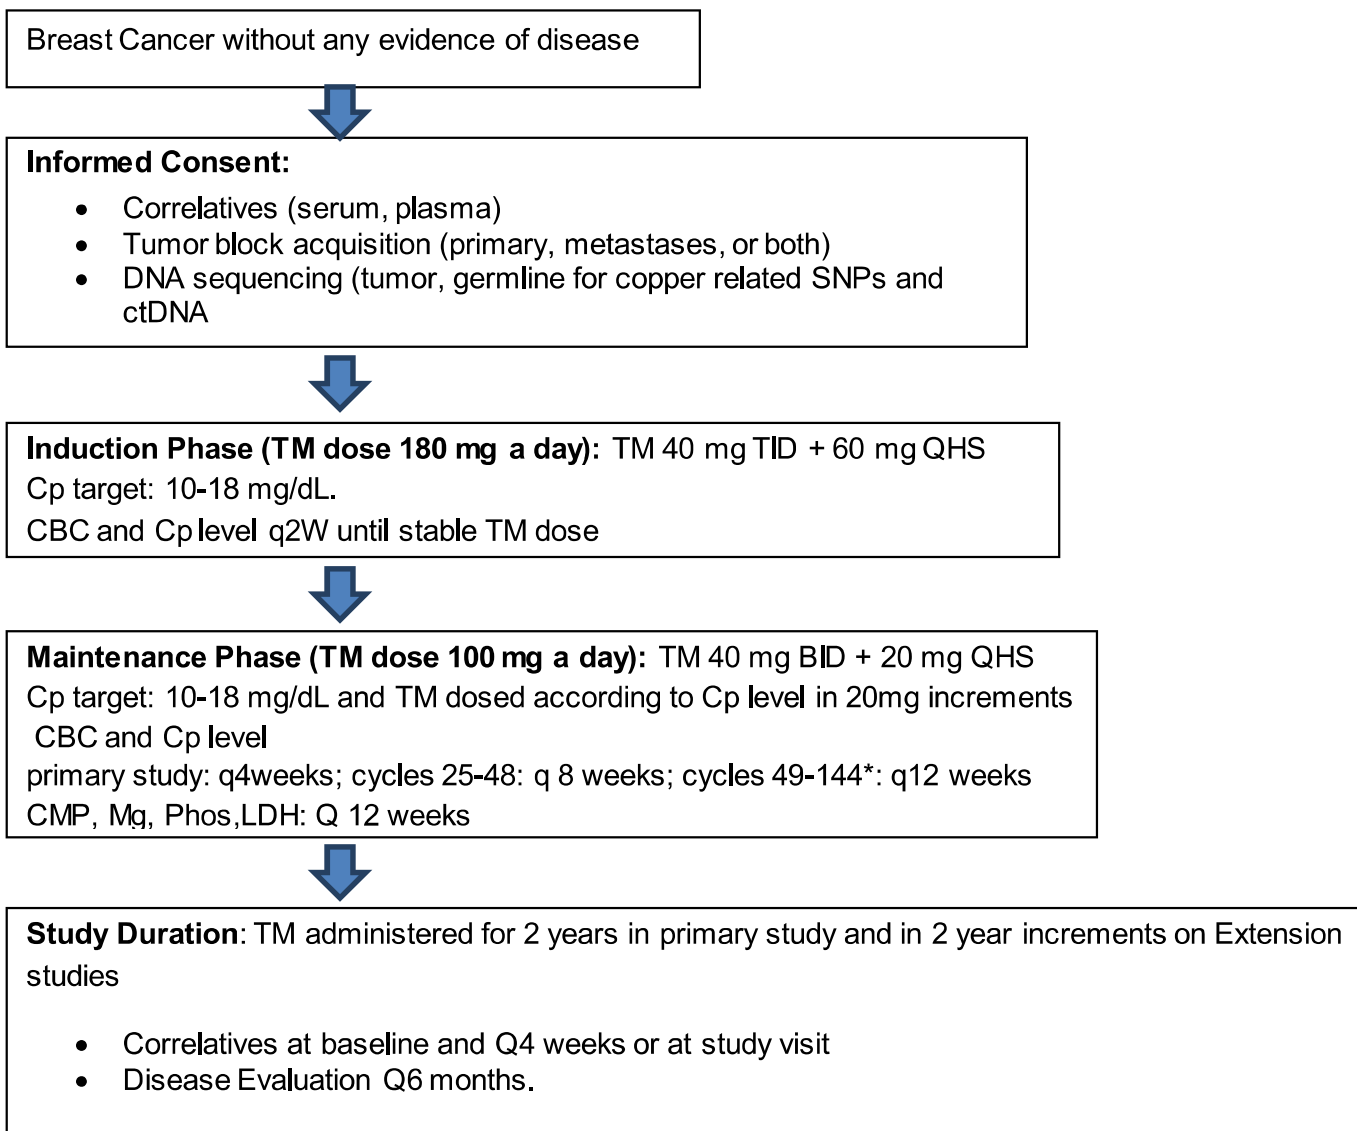 Breast Cancer without any evidence of disease
Informed Consent:
• Correlatives (serum, plasma)
• Tumor block acquisition (primary, metastases, or both)
• DNA sequencing (tumor, germline for copper related SNPs and
ctDNA
Induction Phase (TM dose 180 mg a day): TM 40 mg TID + 60 mg QHS
Cp target: 10-18 mg/dL.
CBC and Cp level q2W until stable TM dose
Maintenance Phase (TM dose 100 mg a day): TM 40 mg BID + 20 mg QHS
Cp target: 10-18 mg/dL and TM dosed according to Cp level in 20mg increments
CBC and Cp level
primary study: q4weeks; cycles 25-48: q 8 weeks; cycles 49-144*: q12 weeks
CMP, Mg, Phos,LDH: Q 12 weeks
Study Duration: TM administered for 2 years in primary study and in 2 year increments on Extension
studies
• Correlatives at baseline and Q4 weeks or at study visit
• Disease Evaluation Q6 months.